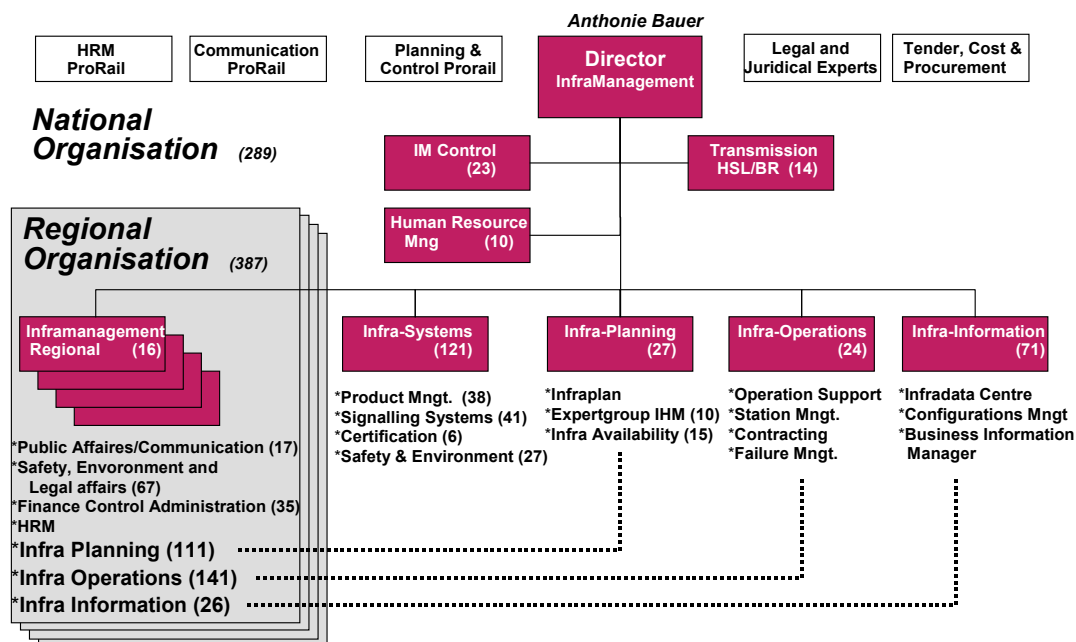 Anthonie Bauer
HRM
ProRail
Communication
ProRail
Planning &
Control Prorail
Director
InfraManagement
Legal and
Juridical Experts
Tender, Cost &
Procurement
National
Organisation (289)
IM Control
(23)
Transmission
HSL/BR (14)
Human Resource
Mng (10)
Regional
Organisation (387)
Inframanagement
Regional (16)
Infra-Systems
(121)
Infra-Planning
(27)
Infra-Operations
(24)
Infra-Information
(71)
*Public Affaires/Communication (17)
*Safety, Envoronment and
Legal affairs (67)
*Finance Control Administration (35)
*HRM
*Infra Planning (111)
*Infra Operations (141)
*Infra Information (26)
*Product Mngt. (38)
*Signalling Systems (41)
*Certification (6)
*Safety & Environment (27)
*Infraplan
*Expertgroup IHM (10)
*Infra Availability (15)
*Operation Support
*Station Mngt.
*Contracting
*Failure Mngt.
*Infradata Centre
*Configurations Mngt
*Business Information
Manager